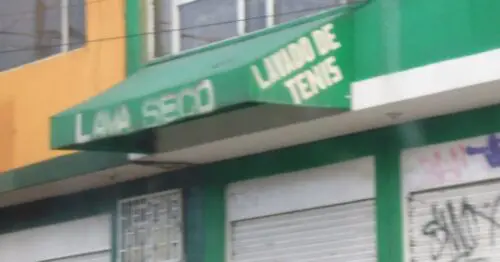 LAVA SECO
LAVADO DE
TENIS